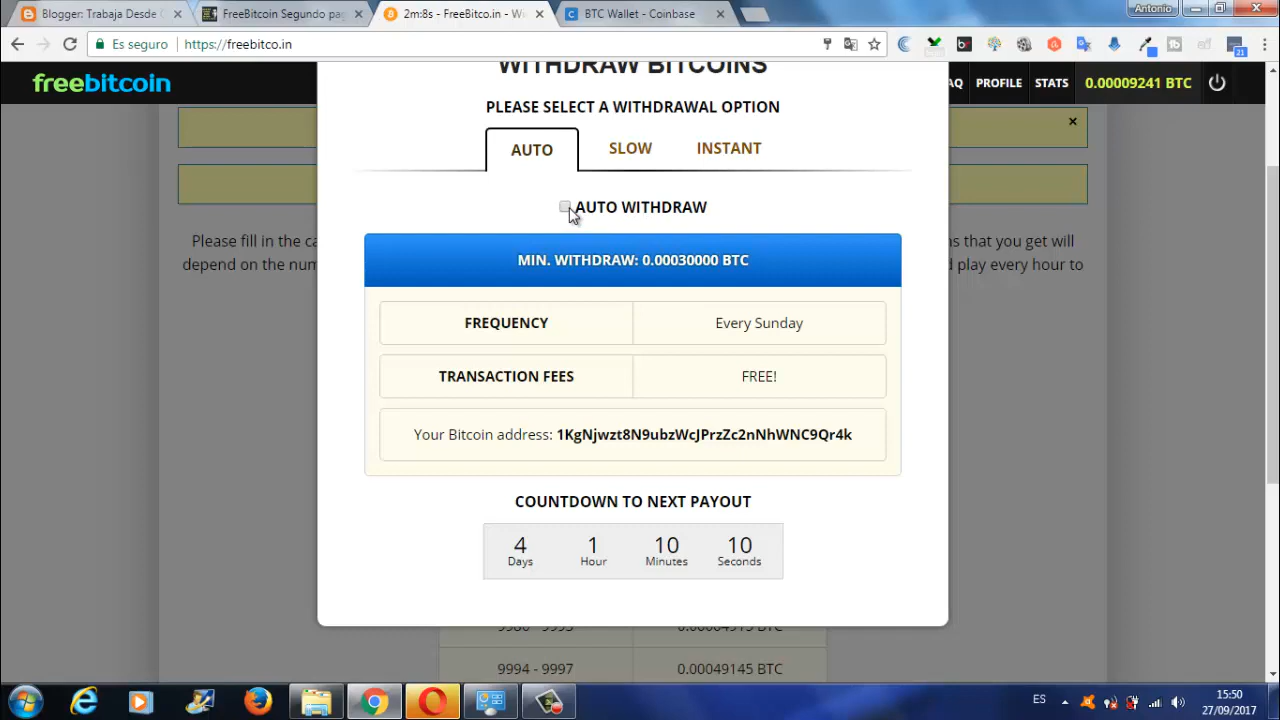 Blogger: Trabaja Desde
FreeBitcoin Segundo pa
2m:8s - FreeBitco.in - W
BTC Wallet - Coinbase
Antonio
Es seguro
https://freebitco.in
21
freebitcoin
AQ
PROFILE
STATS
0.00009241 BTC
WITHDRAW BITCOINS
PLEASE SELECT A WITHDRAWAL OPTION
AUTO
SLOW
INSTANT
AUTO WITHDRAW
Please fill in the ca
s that you get will
depend on the num
d play every hour to
MIN. WITHDRAW: 0.00030000 BTC
FREQUENCY
Every Sunday
TRANSACTION FEES
FREE!
Your Bitcoin address: 1KgNjwzt8N9ubzWcJPrzZc2nNhWNC9Qr4k
COUNTDOWN TO NEXT PAYOUT
4
1
10
10
Days
Hour
Minutes
Seconds
9994 - 9997
0.00049145 BTC
ES
15:50
27/09/2017